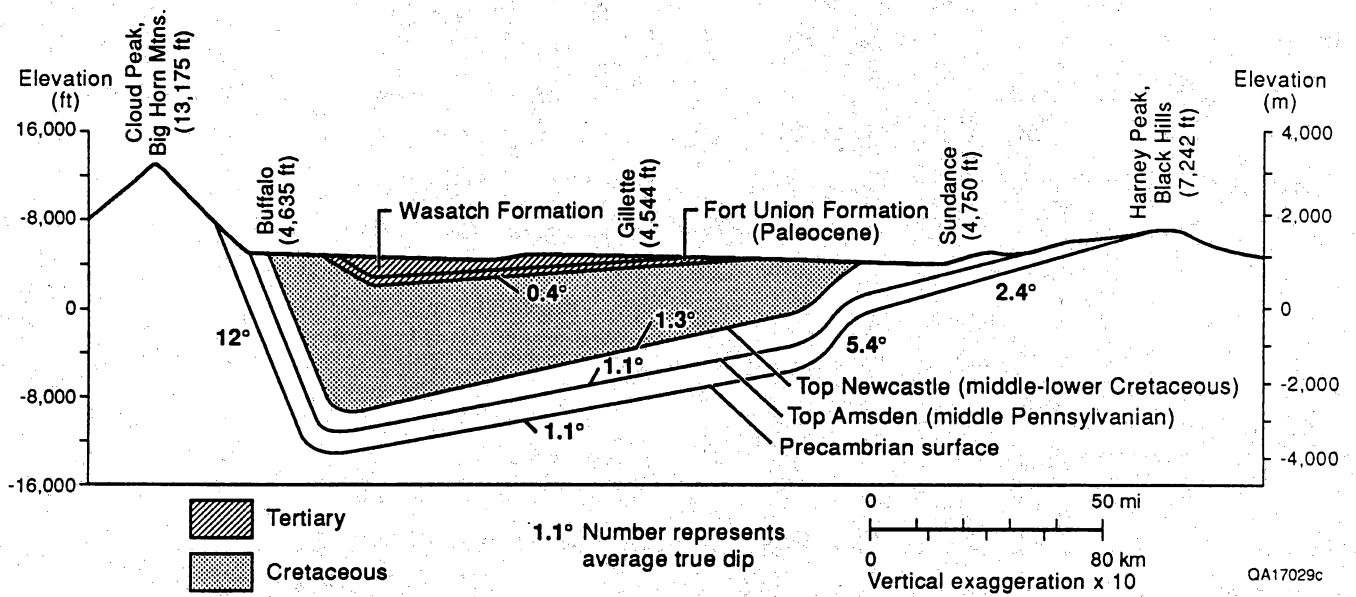 Cloud Peak,
Big Horn Mtns.
(13,175 ft)
Elevation
(ft)
16,000
-8,000
0
-8,000
-16,000
Buffalo
(4,635 ft)
Wasatch Formation
Gillette
(4,544 ft)
Fort Union Formation
(Paleocene)
Sundance
(4,750 ft)
Harney Peak,
Black Hills
(7,242 ft)
Elevation
(m)
4,000
2,000
0
-2,000
-4,000
12°
0.4°
1.3°
1.1°
1.1°
2.4°
5.4°
Top Newcastle (middle-lower Cretaceous)
Top Amsden (middle Pennsylvanian)
Precambrian surface
Tertiary
Cretaceous
1.1° Number represents
average true dip
0 50 mi
0 80 km
Vertical exaggeration x 10
QA17029c